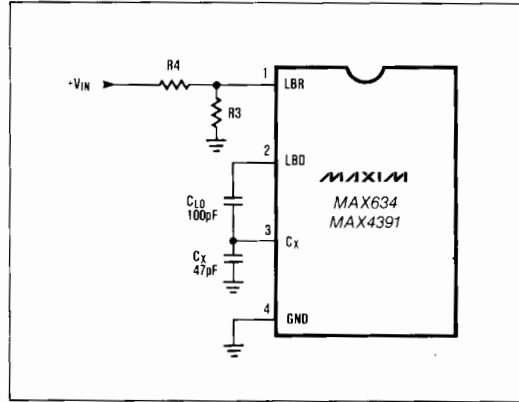 R4
+VIN
1
LBR
R3
2
LBD
MAXIM
MAX634
MAX4391
CLO
100pF
3
CX
CX
47pF
4
GND